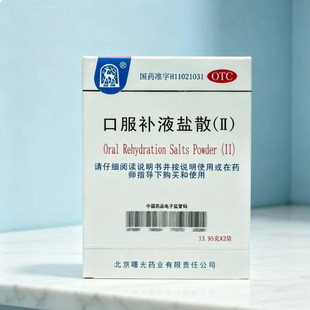 国药准字H11021031
OTC
口服补液盐散(II)
Oral Rehydration Salts Powder (II)
请仔细阅读说明书并按说明使用或在药
师指导下购买和使用
中国药品电子监管码
13.95克X2袋
北京曙光药业有限责任公司